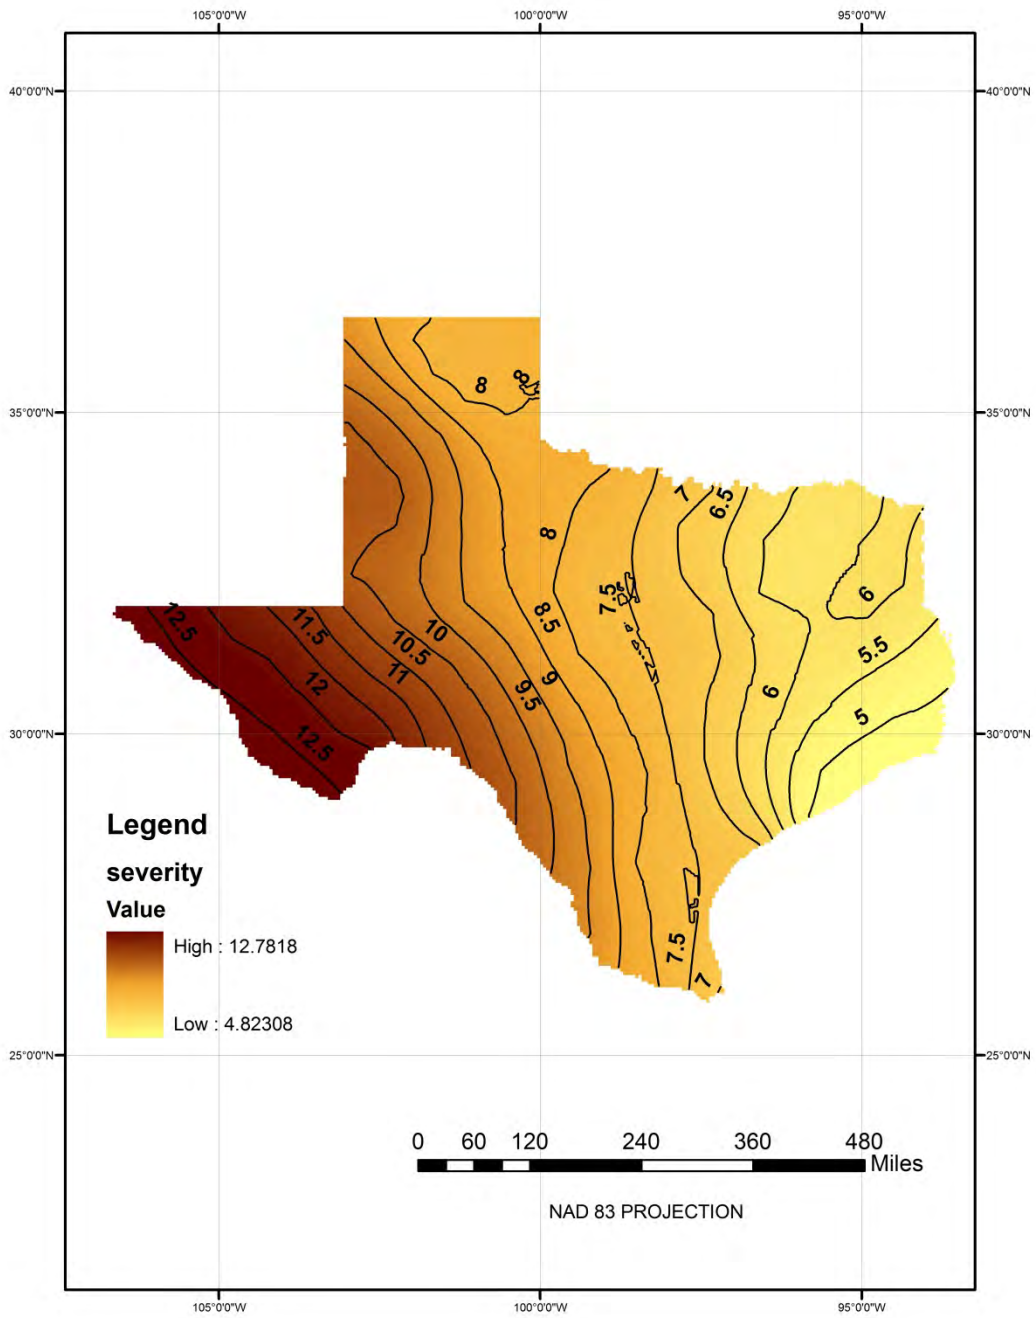 105°0'0"W 100°0'0"W 95°0'0"W
40°0'0"N 40°0'0"N
8 8
35°0'0"N 35°0'0"N
7 6.5
8
7.5 6
12.5 11.5 10 8.5
10.5 5.5
11 9
12 9.5 6
5
30°0'0"N 12.5 30°0'0"N
Legend
severity
Value
High : 12.7818
Low : 4.82308
7.5
7
25°0'0"N 25°0'0"N
0 60 120 240 360 480
Miles
NAD 83 PROJECTION
105°0'0"W 100°0'0"W 95°0'0"W